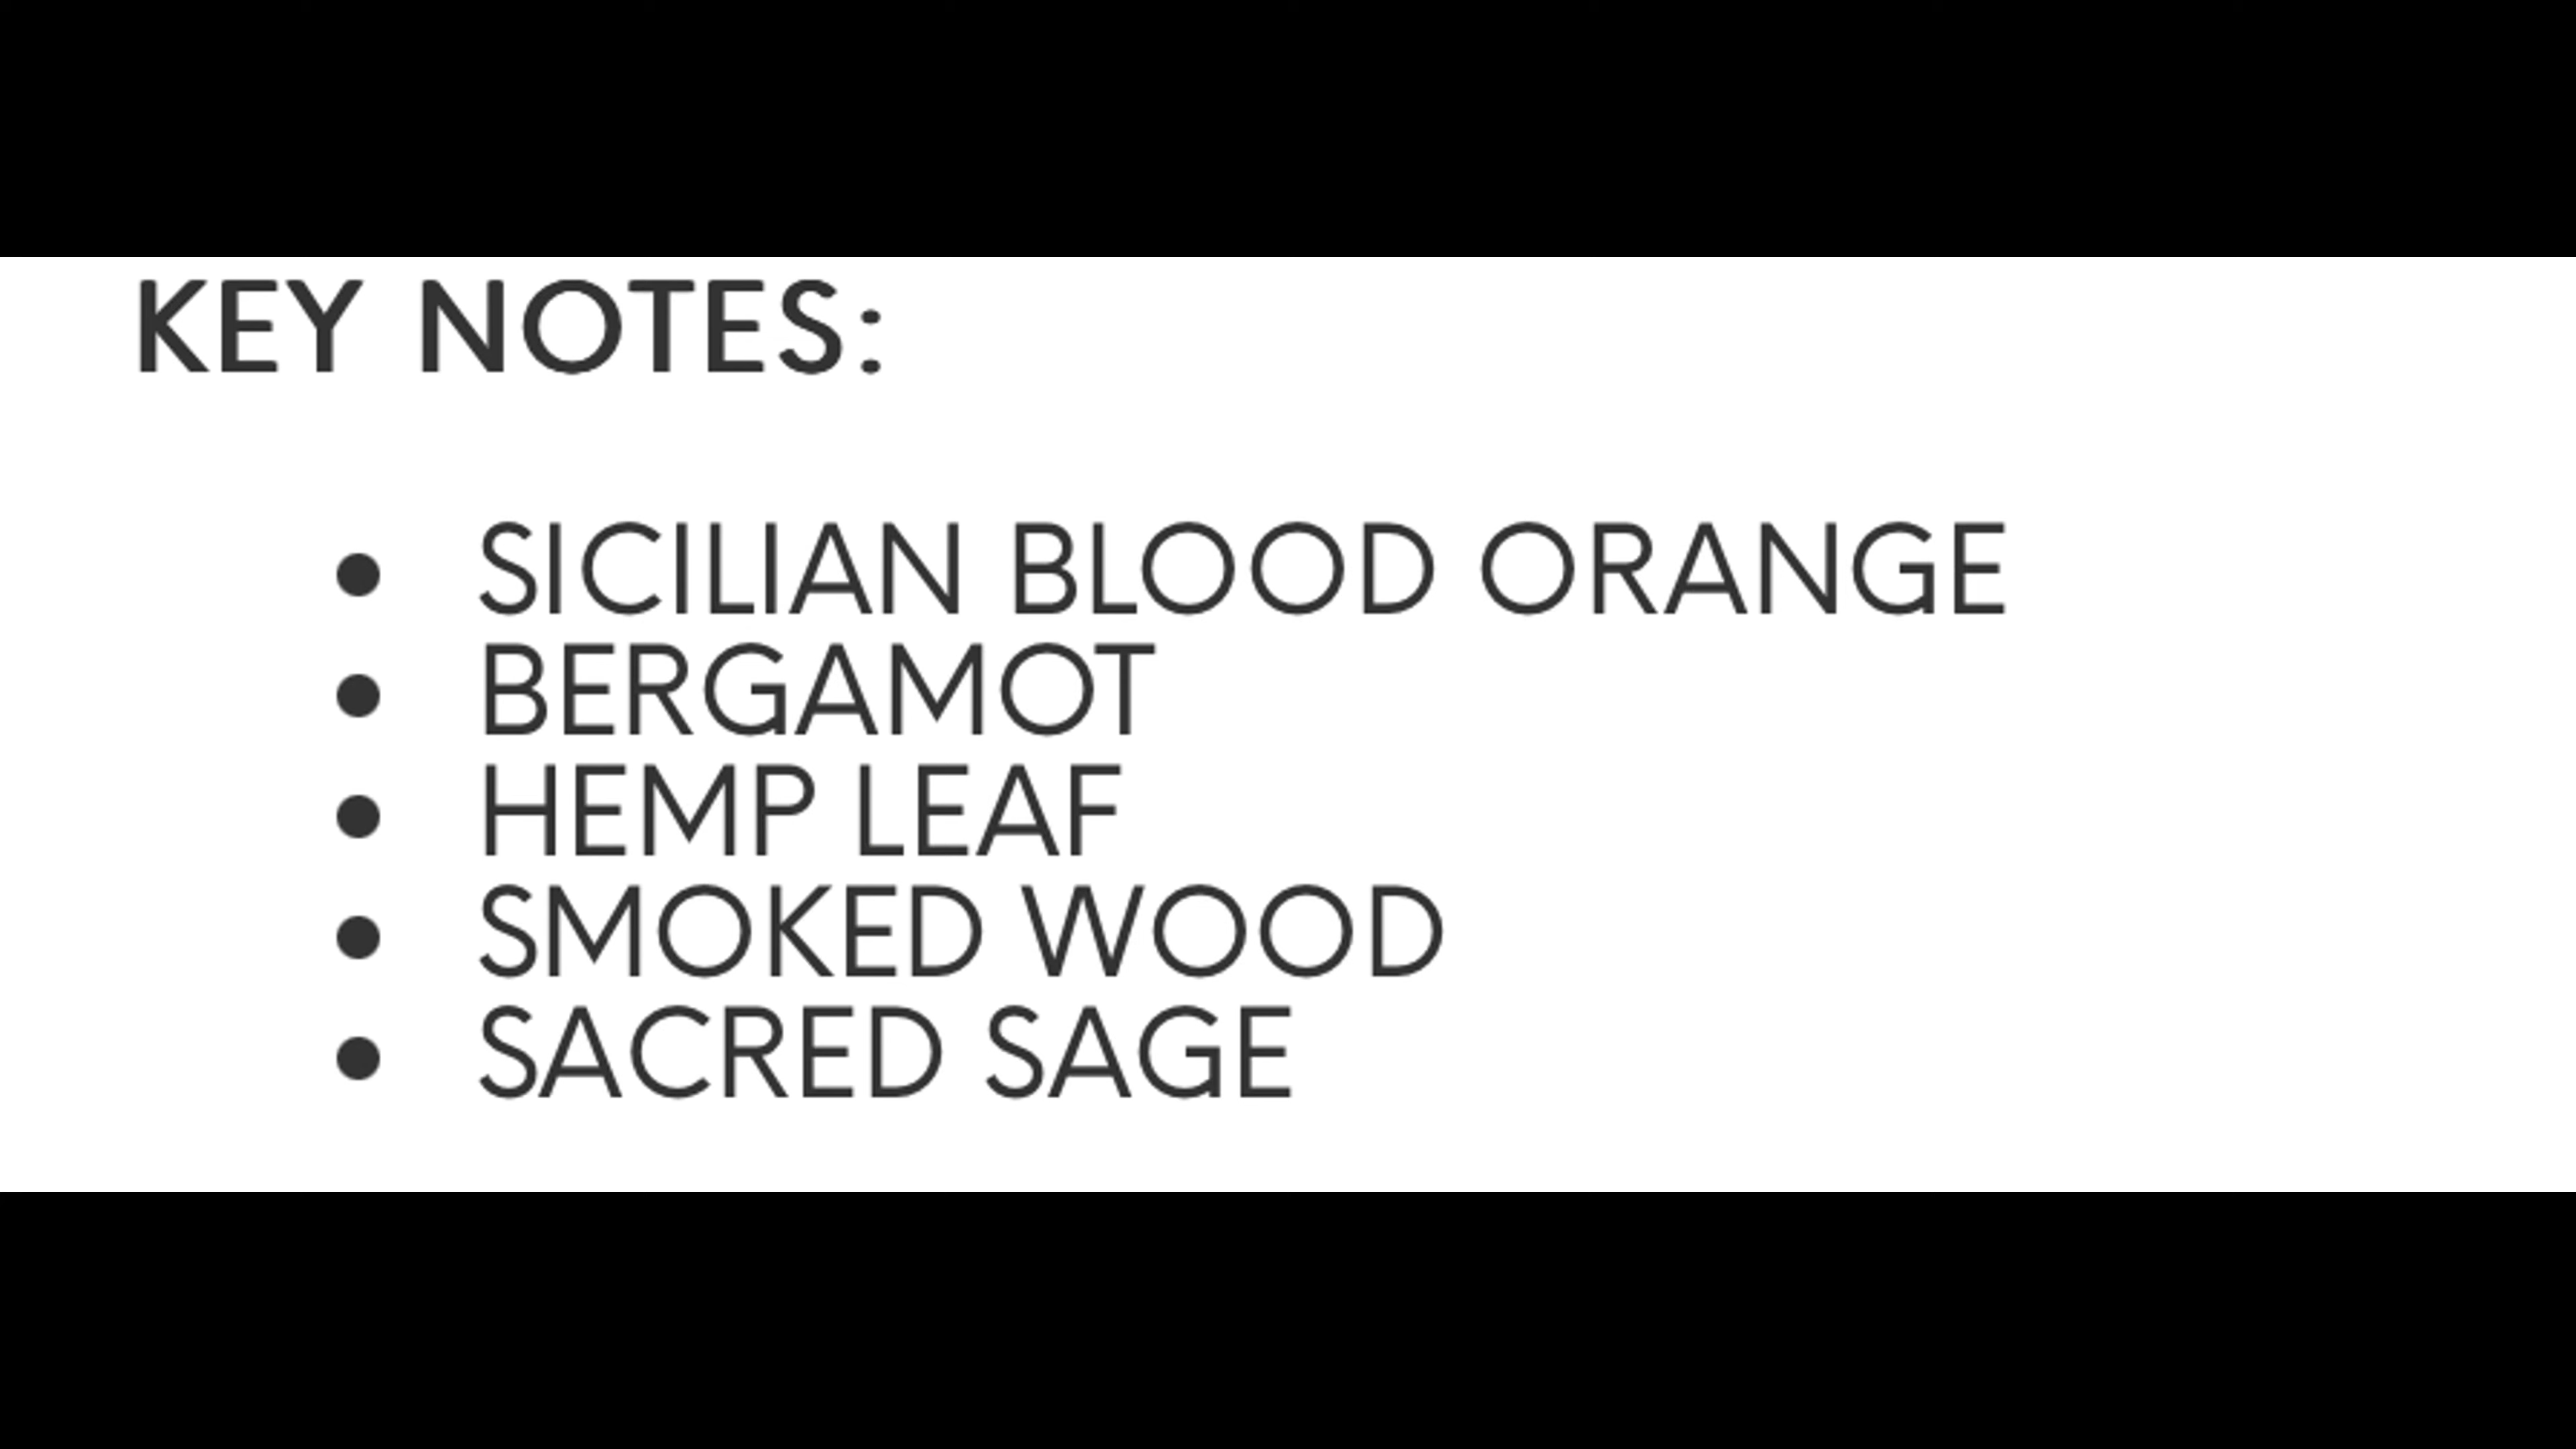 KEY NOTES:
• SICILIAN BLOOD ORANGE
• BERGAMOT
• HEMP LEAF
• SMOKED WOOD
• SACRED SAGE